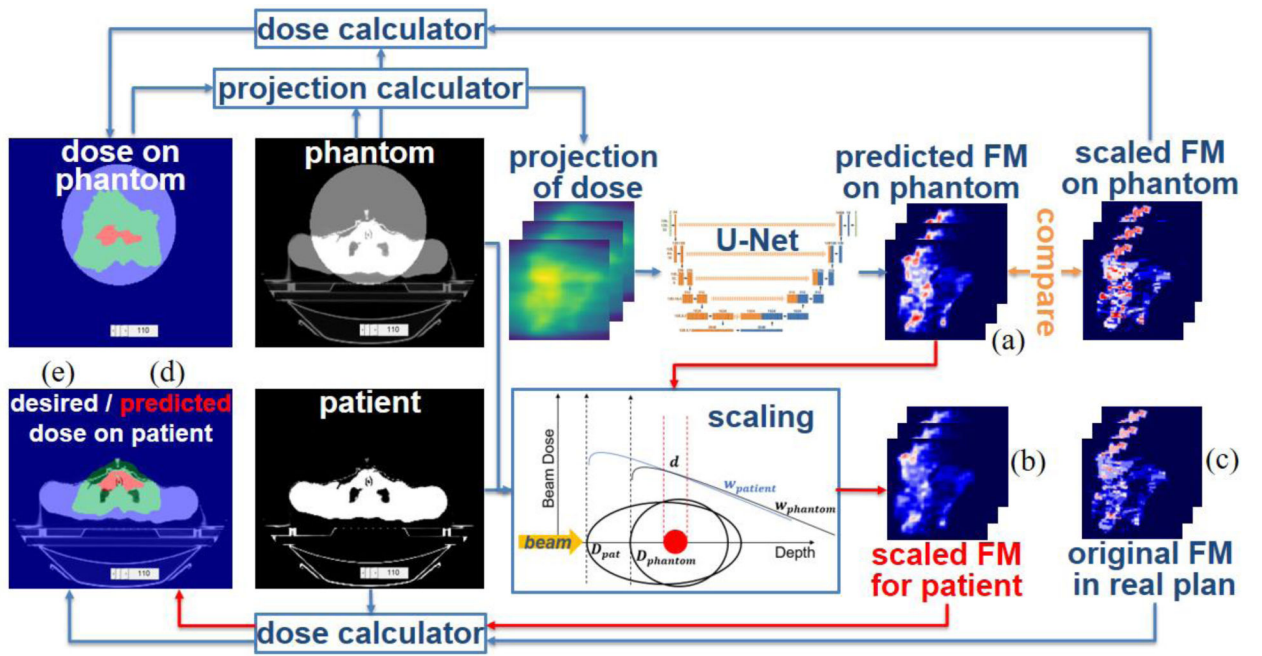 dose calculator
projection calculator
dose on
phantom
phantom
projection
of dose
U-Net
predicted FM
on phantom
scaled FM
on phantom
compare
110
110
(a)
(e)
(d)
desired / predicted
dose on patient
110
patient
110
scaling
Beam Dose
d
w_patient
w_phantom
beam
D_pat
D_phantom
Depth
(b)
(c)
scaled FM
for patient
original FM
in real plan
dose calculator